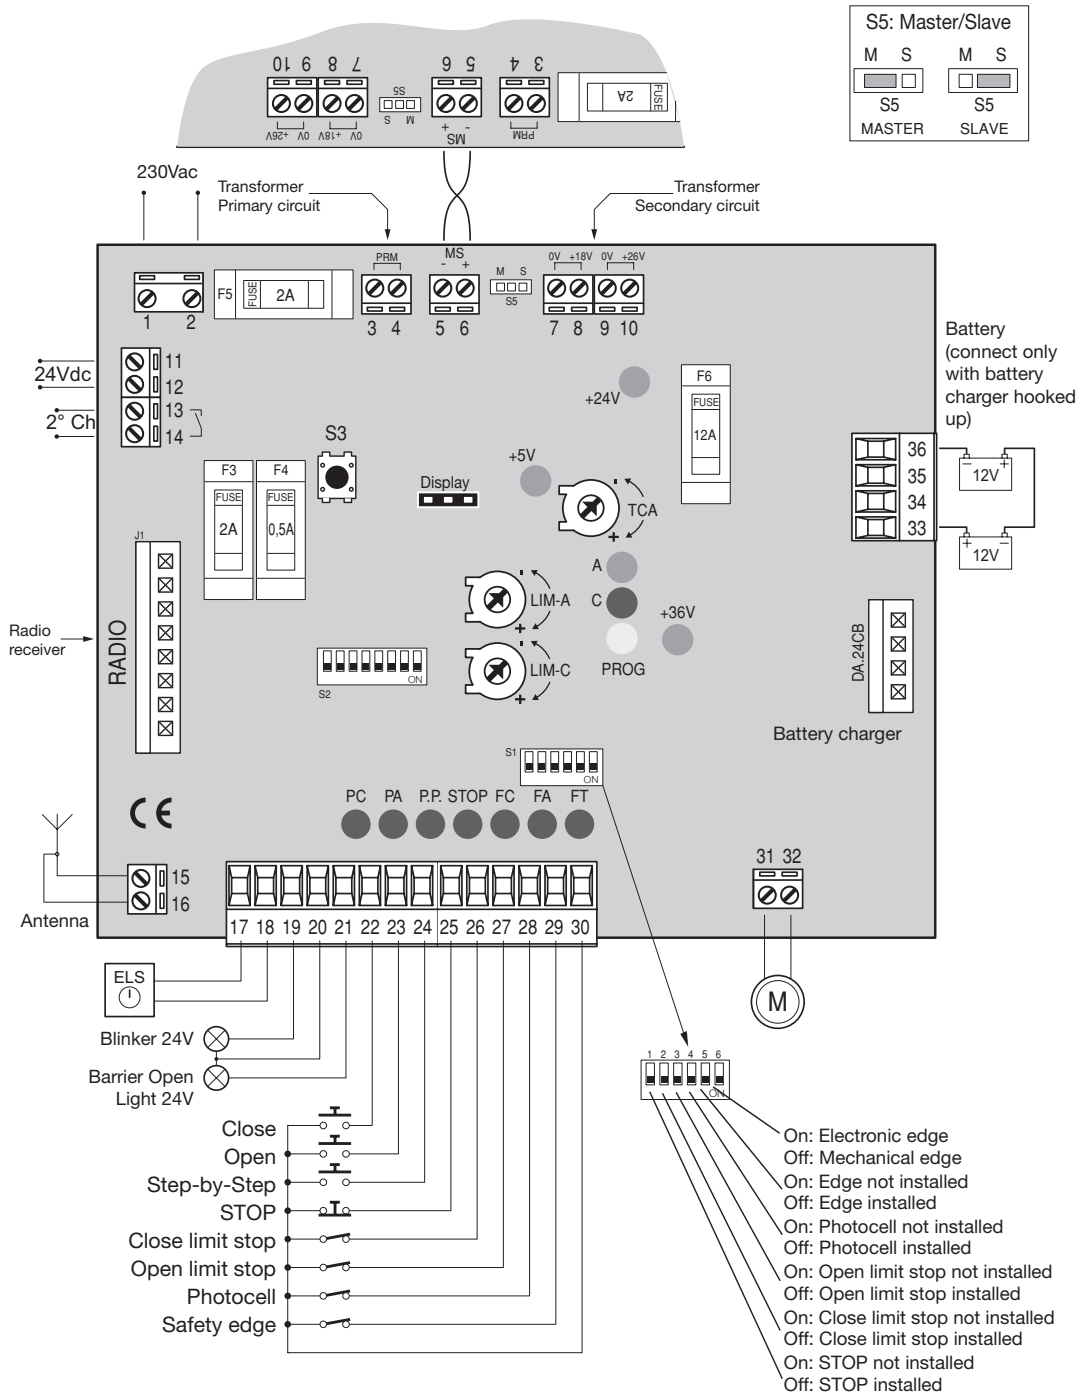 S5: Master/Slave
M S M S
S5 S5
MASTER SLAVE
10 9 8 7 6 5 4 3
S5
S M
+26V 0V +18V 0V
+ -
MS
PRM
2A
FUSE
230Vac
Transformer
Primary circuit
Transformer
Secondary circuit
PRM
MS
- +
M S
S5
0V +18V 0V +26V
F5
FUSE
2A
1 2
3 4
5 6
7 8 9 10
24Vdc
11
12
2° Ch
13
14
S3
+24V
F6
FUSE
12A
Battery
(connect only
with battery
charger hooked
up)
36
35
34
33
- +
12V
+ -
12V
F3
FUSE
2A
F4
FUSE
0,5A
Display
+5V
-
TCA
+
J1
RADIO
Radio
receiver
-
LIM-A
+
-
LIM-C
+
A
C
PROG
+36V
S2
ON
DA.24CB
Battery charger
S1
ON
CE
PC PA P.P. STOP FC FA FT
15
16
Antenna
31 32
M
17 18 19 20 21 22 23 24 25 26 27 28 29 30
ELS
Blinker 24V
Barrier Open
Light 24V
Close
Open
Step-by-Step
STOP
Close limit stop
Open limit stop
Photocell
Safety edge
1 2 3 4 5 6
ON
On: Electronic edge
Off: Mechanical edge
On: Edge not installed
Off: Edge installed
On: Photocell not installed
Off: Photocell installed
On: Open limit stop not installed
Off: Open limit stop installed
On: Close limit stop not installed
Off: Close limit stop installed
On: STOP not installed
Off: STOP installed